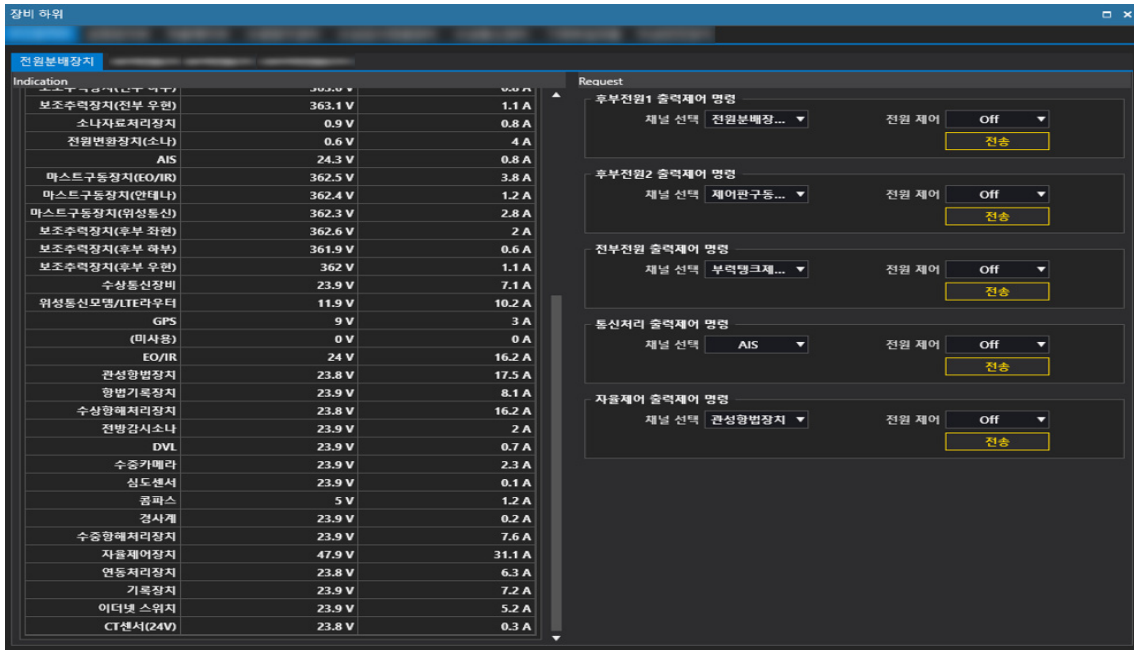 장비 하위
전원분배장치
Indication
보조추력장치(전부 우현) 363.1 V 1.1 A
소나자료처리장치 0.9 V 0.8 A
전원변환장치(소나) 0.6 V 4 A
AIS 24.3 V 0.8 A
마스트구동장치(EO/IR) 362.5 V 3.8 A
마스트구동장치(안테나) 362.4 V 1.2 A
마스트구동장치(위성통신) 362.3 V 2.8 A
보조추력장치(후부 좌현) 362.6 V 2 A
보조추력장치(후부 하부) 361.9 V 0.6 A
보조추력장치(후부 우현) 362 V 1.1 A
수상통신장비 23.9 V 7.1 A
위성통신모뎀/LTE라우터 11.9 V 10.2 A
GPS 9 V 3 A
(미사용) 0 V 0 A
EO/IR 24 V 16.2 A
관성항법장치 23.8 V 17.5 A
항법기록장치 23.9 V 8.1 A
수상항해처리장치 23.8 V 16.2 A
전방감시소나 23.9 V 2 A
DVL 23.9 V 0.7 A
수중카메라 23.9 V 2.3 A
심도센서 23.9 V 0.1 A
콤파스 5 V 1.2 A
경사계 23.9 V 0.2 A
수중항해처리장치 23.9 V 7.6 A
자율제어장치 47.9 V 31.1 A
연동처리장치 23.8 V 6.3 A
기록장치 23.9 V 7.2 A
이더넷 스위치 23.9 V 5.2 A
CT센서(24V) 23.8 V 0.3 A
Request
후부전원1 출력제어 명령
채널 선택 전원분배장... 전원 제어 Off
전송
후부전원2 출력제어 명령
채널 선택 제어판구동... 전원 제어 Off
전송
전부전원 출력제어 명령
채널 선택 부력탱크제... 전원 제어 Off
전송
통신처리 출력제어 명령
채널 선택 AIS 전원 제어 Off
전송
자율제어 출력제어 명령
채널 선택 관성항법장치 전원 제어 Off
전송